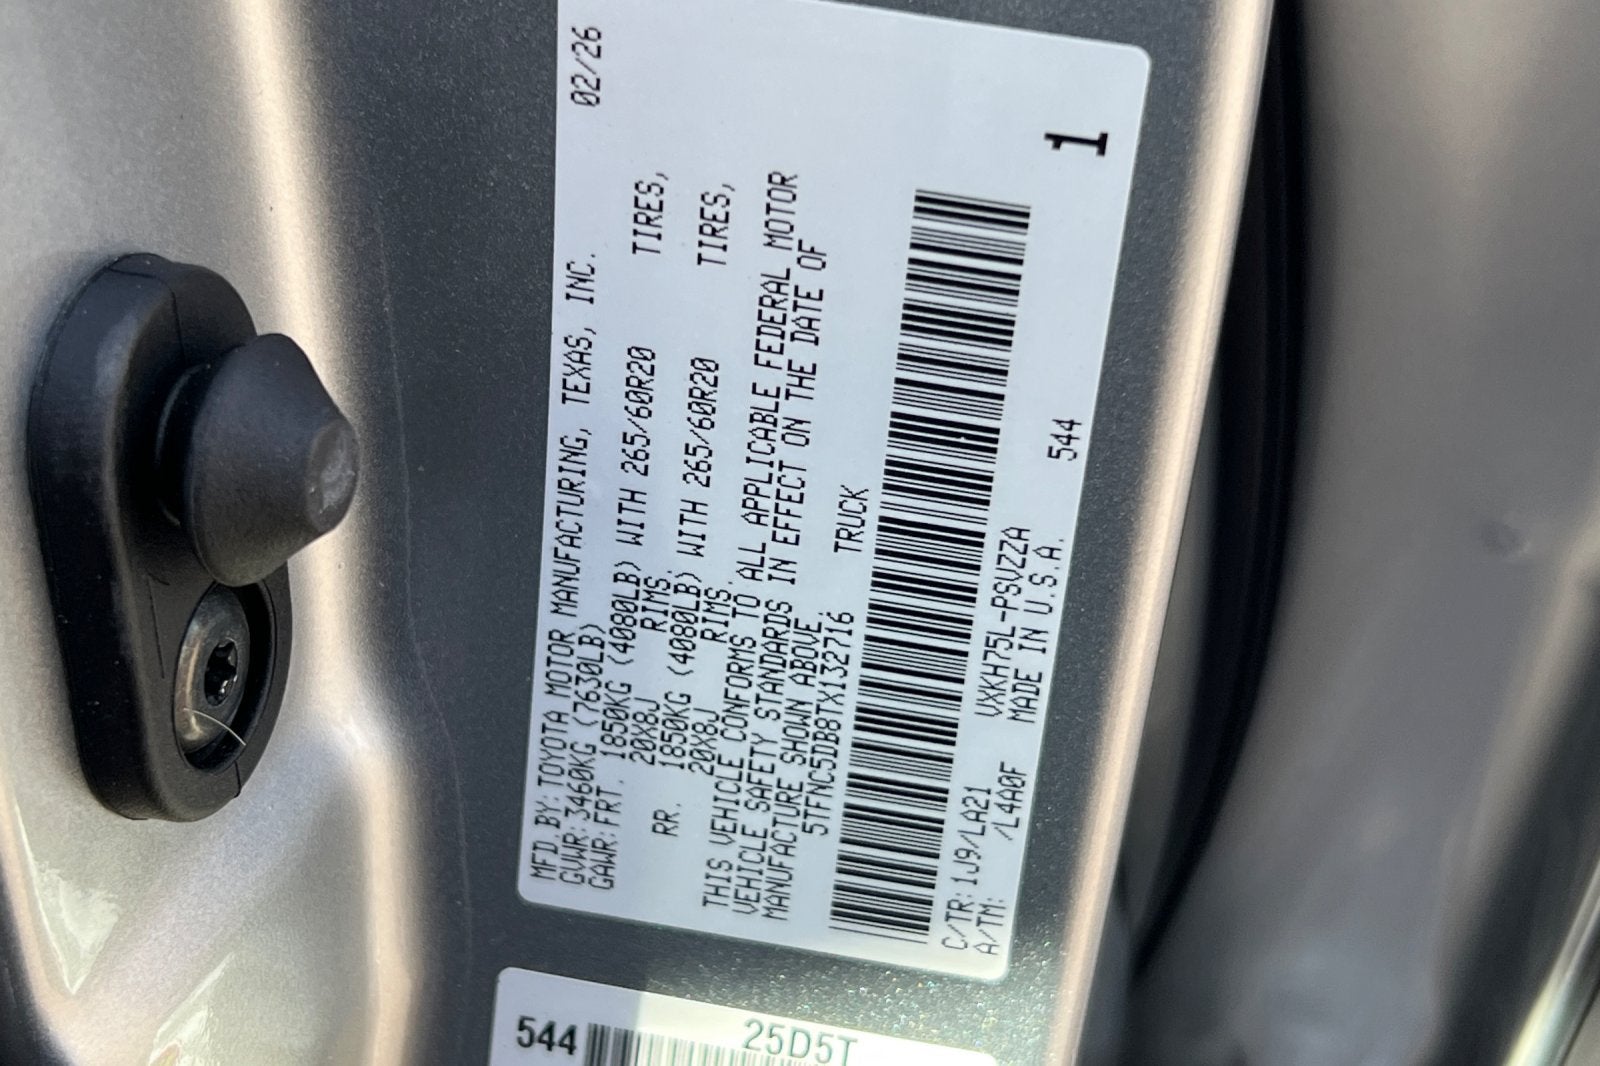 MFD.BY:TOYOTA MOTOR MANUFACTURING, TEXAS, INC. 02/26
GVWR:3460KG (7630LB)
GAWR:FRT. 1850KG (4080LB) WITH 265/60R20 TIRES,
20X8J RIMS.
RR. 1850KG (4080LB) WITH 265/60R20 TIRES,
20X8J RIMS.
THIS VEHICLE CONFORMS TO ALL APPLICABLE FEDERAL MOTOR
VEHICLE SAFETY STANDARDS IN EFFECT ON THE DATE OF
MANUFACTURE SHOWN ABOVE.
5TFNC5DB8TX132716 TRUCK
C/TR:1J9/LA21 VXKH75L-PSVZZA 544
A/TM: /L4A0F MADE IN U.S.A.
1
544 25D5T